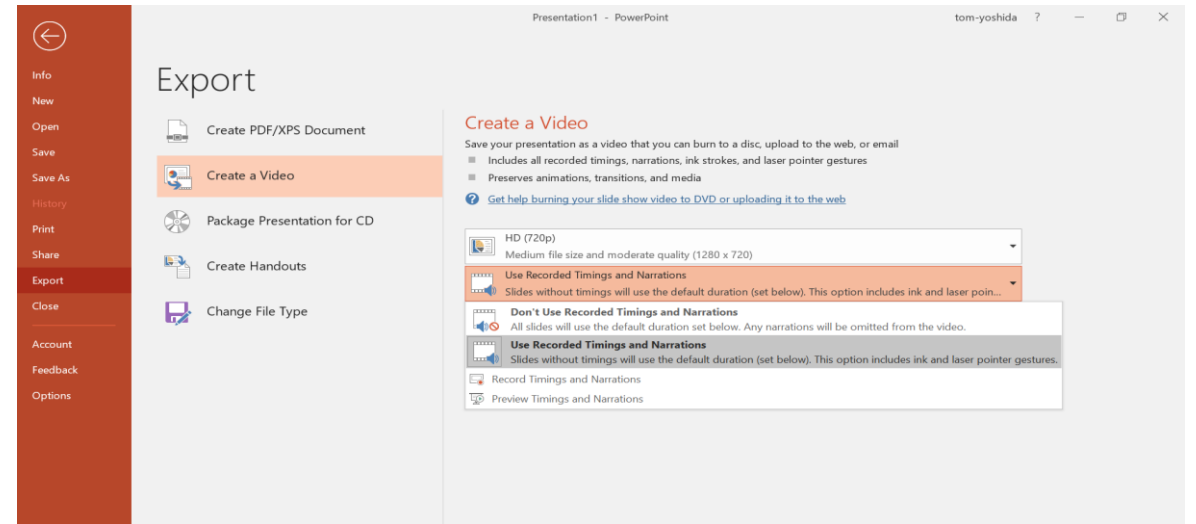 Presentation1 - PowerPoint
tom-yoshida ?
Info
New
Open
Save
Save As
History
Print
Share
Export
Close
Account
Feedback
Options
Export
Create PDF/XPS Document
Create a Video
Package Presentation for CD
Create Handouts
Change File Type
Create a Video
Save your presentation as a video that you can burn to a disc, upload to the web, or email
Includes all recorded timings, narrations, ink strokes, and laser pointer gestures
Preserves animations, transitions, and media
Get help burning your slide show video to DVD or uploading it to the web
HD (720p)
Medium file size and moderate quality (1280 x 720)
Use Recorded Timings and Narrations
Slides without timings will use the default duration (set below). This option includes ink and laser poin...
Don't Use Recorded Timings and Narrations
All slides will use the default duration set below. Any narrations will be omitted from the video.
Use Recorded Timings and Narrations
Slides without timings will use the default duration (set below). This option includes ink and laser pointer gestures.
Record Timings and Narrations
Preview Timings and Narrations